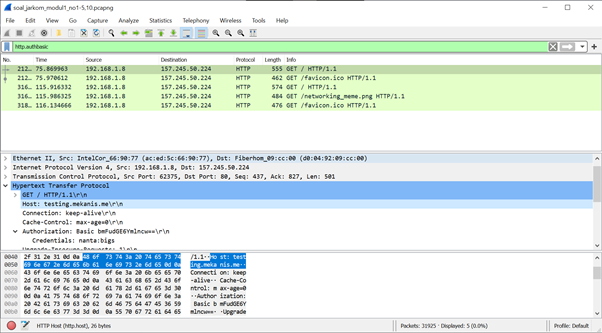 soal_jarkom_modul1_no1-5,10.pcapng
File Edit View Go Capture Analyze Statistics Telephony Wireless Tools Help
http.authbasic
No. Time Source Destination Protocol Length Info
212… 75.869963 192.168.1.8 157.245.50.224 HTTP 555 GET / HTTP/1.1
212… 75.970612 192.168.1.8 157.245.50.224 HTTP 462 GET /favicon.ico HTTP/1.1
316… 115.916332 192.168.1.8 157.245.50.224 HTTP 574 GET / HTTP/1.1
316… 115.986325 192.168.1.8 157.245.50.224 HTTP 484 GET /networking_meme.png HTTP/1.1
318… 116.134666 192.168.1.8 157.245.50.224 HTTP 476 GET /favicon.ico HTTP/1.1
Ethernet II, Src: IntelCor_66:90:77 (ac:ed:5c:66:90:77), Dst: Fiberhom_09:cc:00 (d0:04:92:09:cc:00)
Internet Protocol Version 4, Src: 192.168.1.8, Dst: 157.245.50.224
Transmission Control Protocol, Src Port: 62375, Dst Port: 80, Seq: 437, Ack: 827, Len: 501
Hypertext Transfer Protocol
GET / HTTP/1.1\r\n
Host: testing.mekanis.me\r\n
Connection: keep-alive\r\n
Cache-Control: max-age=0\r\n
Authorization: Basic bmFudGE6Ymlncw==\r\n
Credentials: nanta:bigs
Upgrade-Insecure-Requests: 1\r\n
0040 2f 31 2e 31 0d 0a 48 6f 73 74 3a 20 74 65 73 74 /1.1··Ho st: test
0050 69 6e 67 2e 6d 65 6b 61 6e 69 73 2e 6d 65 0d 0a ing.meka nis.me··
0060 43 6f 6e 6e 65 63 74 69 6f 6e 3a 20 6b 65 65 70 Connecti on: keep
0070 2d 61 6c 69 76 65 0d 0a 43 61 63 68 65 2d 43 6f -alive·· Cache-Co
0080 6e 74 72 6f 6c 3a 20 6d 61 78 2d 61 67 65 3d 30 ntrol: m ax-age=0
0090 0d 0a 41 75 74 68 6f 72 69 7a 61 74 69 6f 6e 3a ··Author ization:
00a0 20 42 61 73 69 63 20 62 6d 46 75 64 47 45 36 59 Basic b mFudGE6Y
00b0 6d 6c 6e 63 77 3d 3d 0d 0a 55 70 67 72 61 64 65 mlncw==· ·Upgrade
HTTP Host (http.host), 26 bytes
Packets: 31925 · Displayed: 5 (0.0%)
Profile: Default